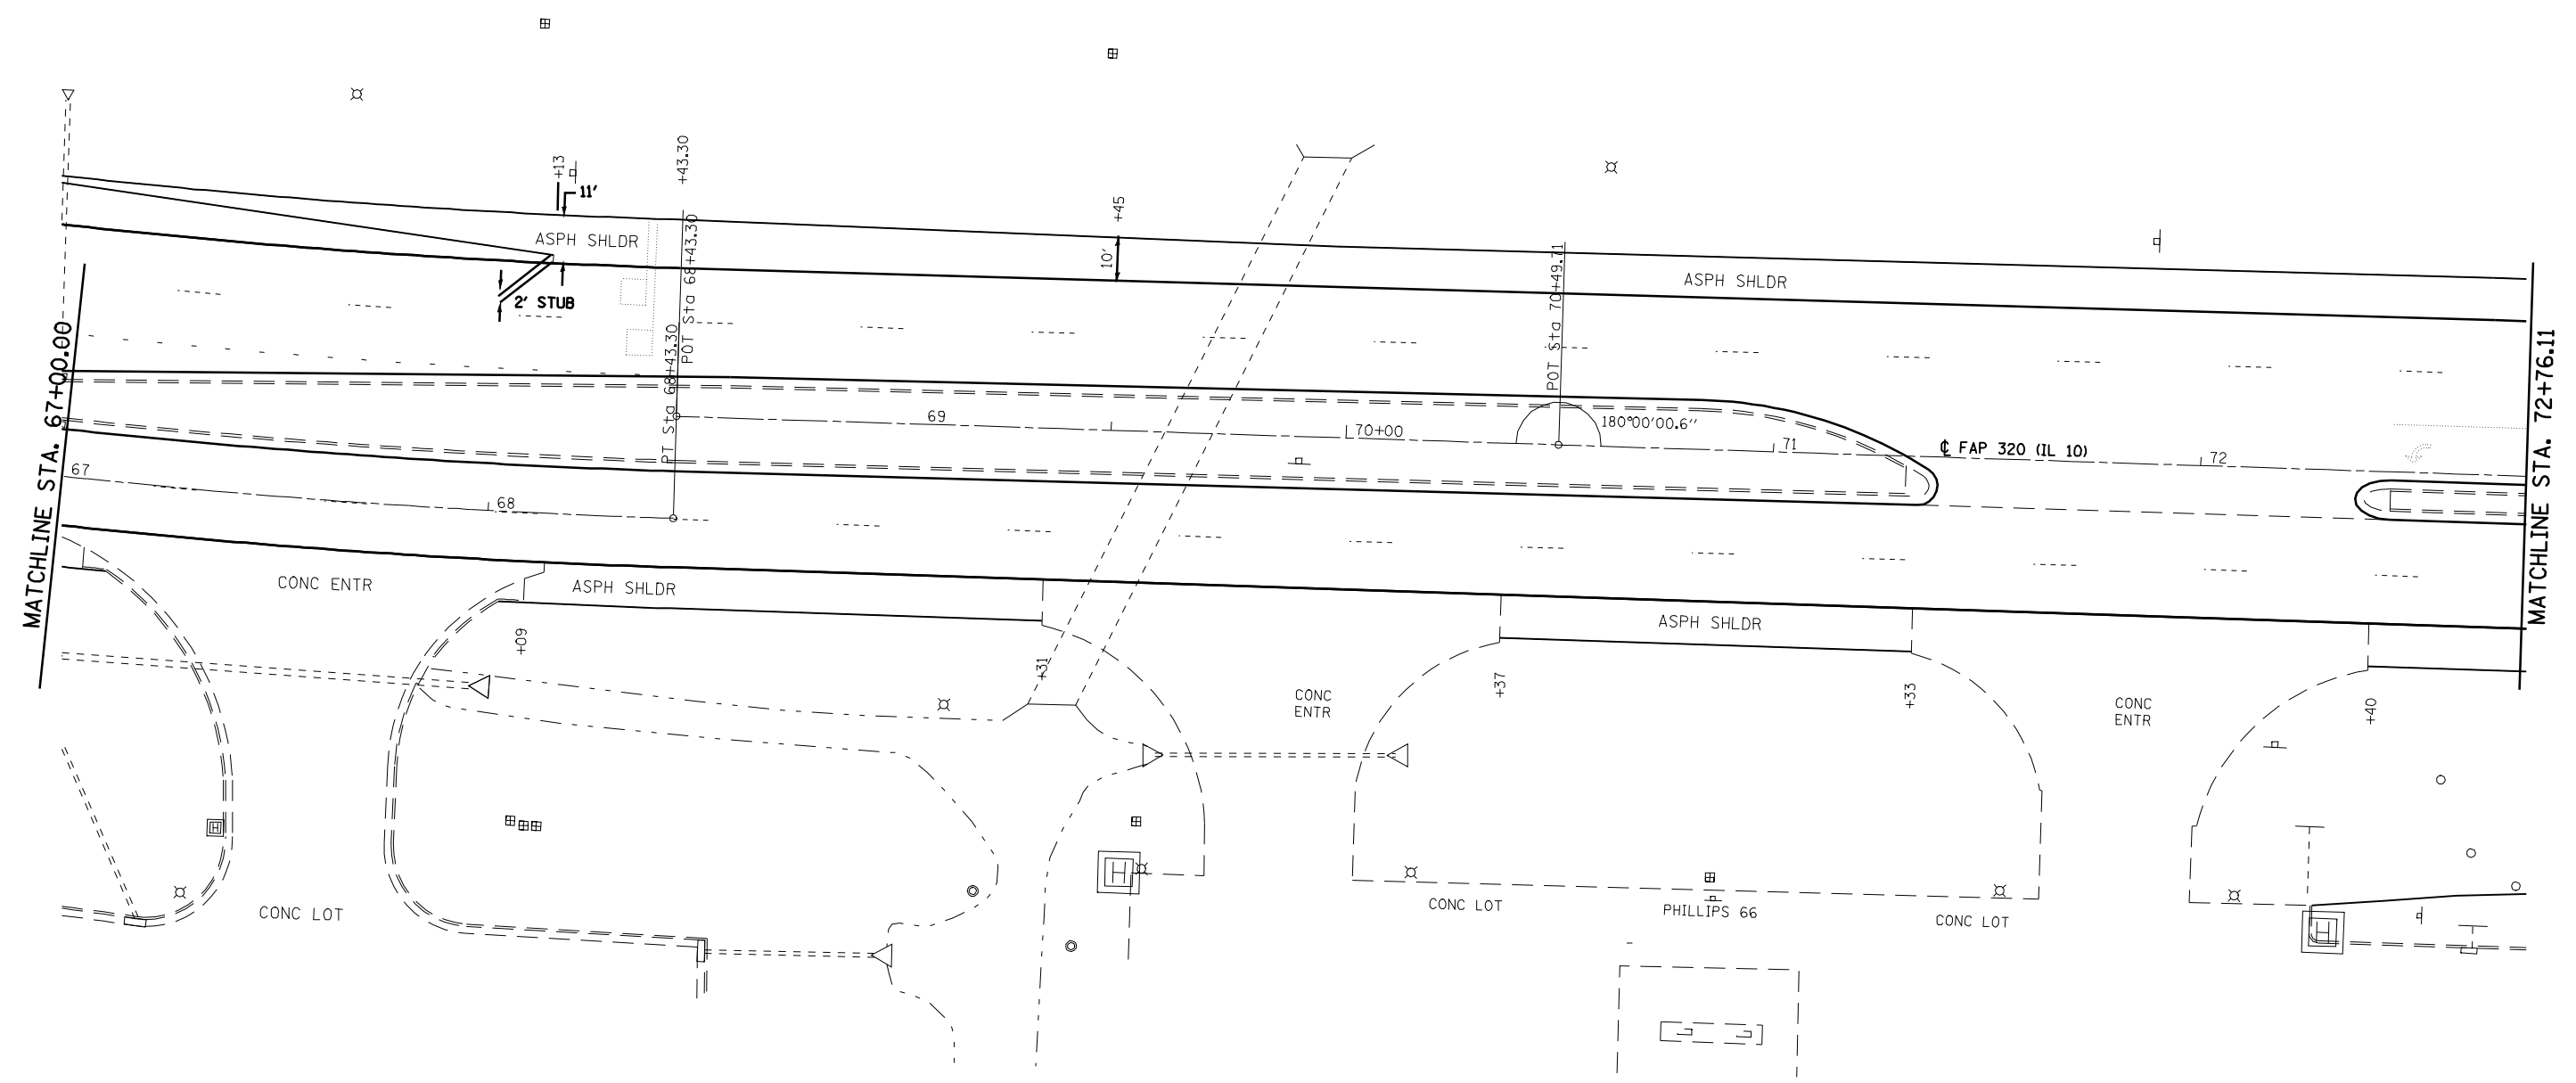 +13
11'
+43.30
ASPH SHLDR
2' STUB
POT Sta 68+43.30
PT Sta 68+43.30
+45
10'
POT Sta 70+49.71
ASPH SHLDR
MATCHLINE STA. 67+00.00
MATCHLINE STA. 72+76.11
67
68
69
70+00
180°00'00.6"
71
℄ FAP 320 (IL 10)
72
CONC ENTR
ASPH SHLDR
+09
+31
CONC
ENTR
+37
ASPH SHLDR
+33
CONC
ENTR
+40
H
CONC LOT
H
CONC LOT
PHILLIPS 66
CONC LOT
H